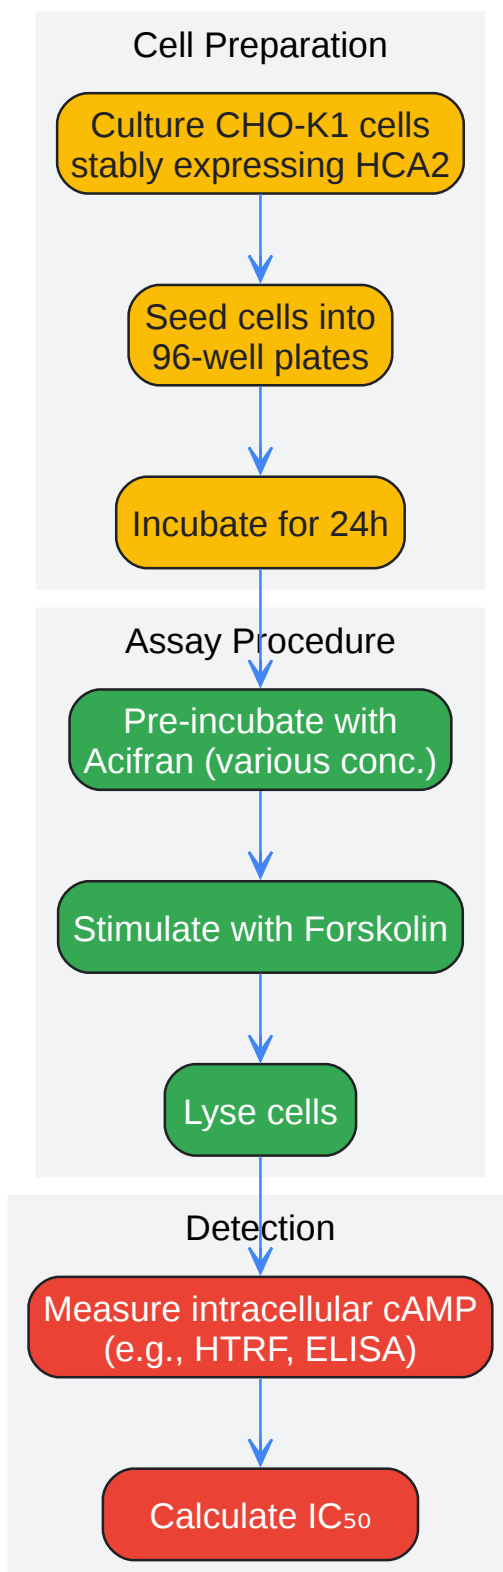 Cell Preparation
Culture CHO-K1 cells
stably expressing HCA2
Seed cells into
96-well plates
Incubate for 24h
Assay Procedure
Pre-incubate with
Acifran (various conc.)
Stimulate with Forskolin
Lyse cells
Detection
Measure intracellular cAMP
(e.g., HTRF, ELISA)
Calculate IC₅₀